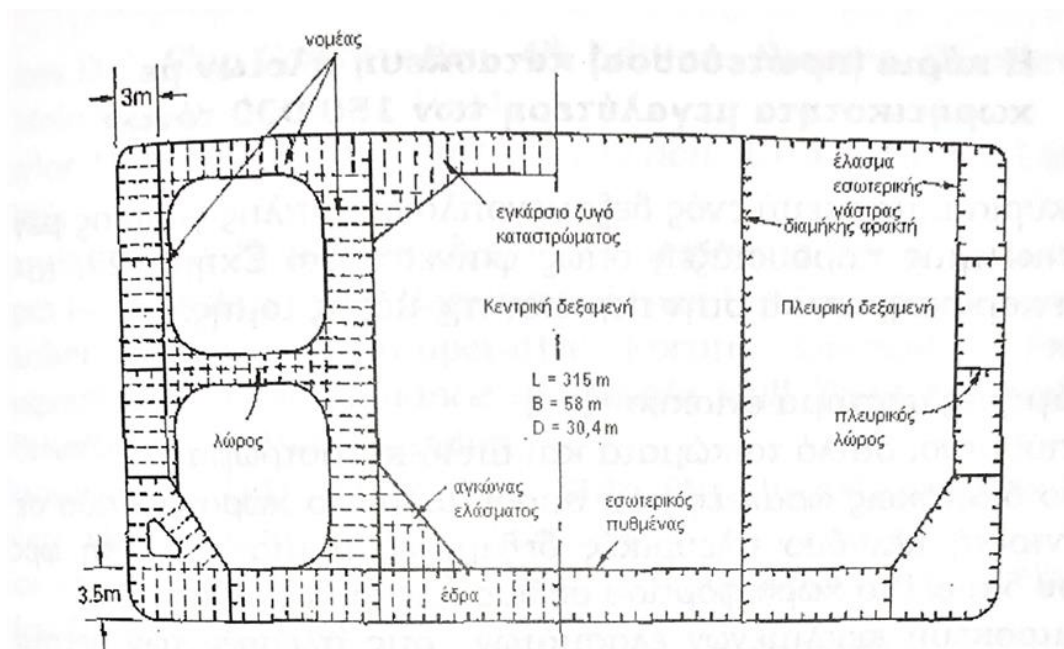 νομέας
3m
έλασμα
εσωτερικής
γάστρας
διαμήκης φρακτή
εγκάρσιο ζυγό
καταστρώματος
Κεντρική δεξαμενή
Πλευρική δεξαμενή
L = 315 m
B = 58 m
D = 30,4 m
λώρος
πλευρικός
λώρος
αγκώνας
ελάσματος
εσωτερικός
πυθμένας
3.5m
έδρα